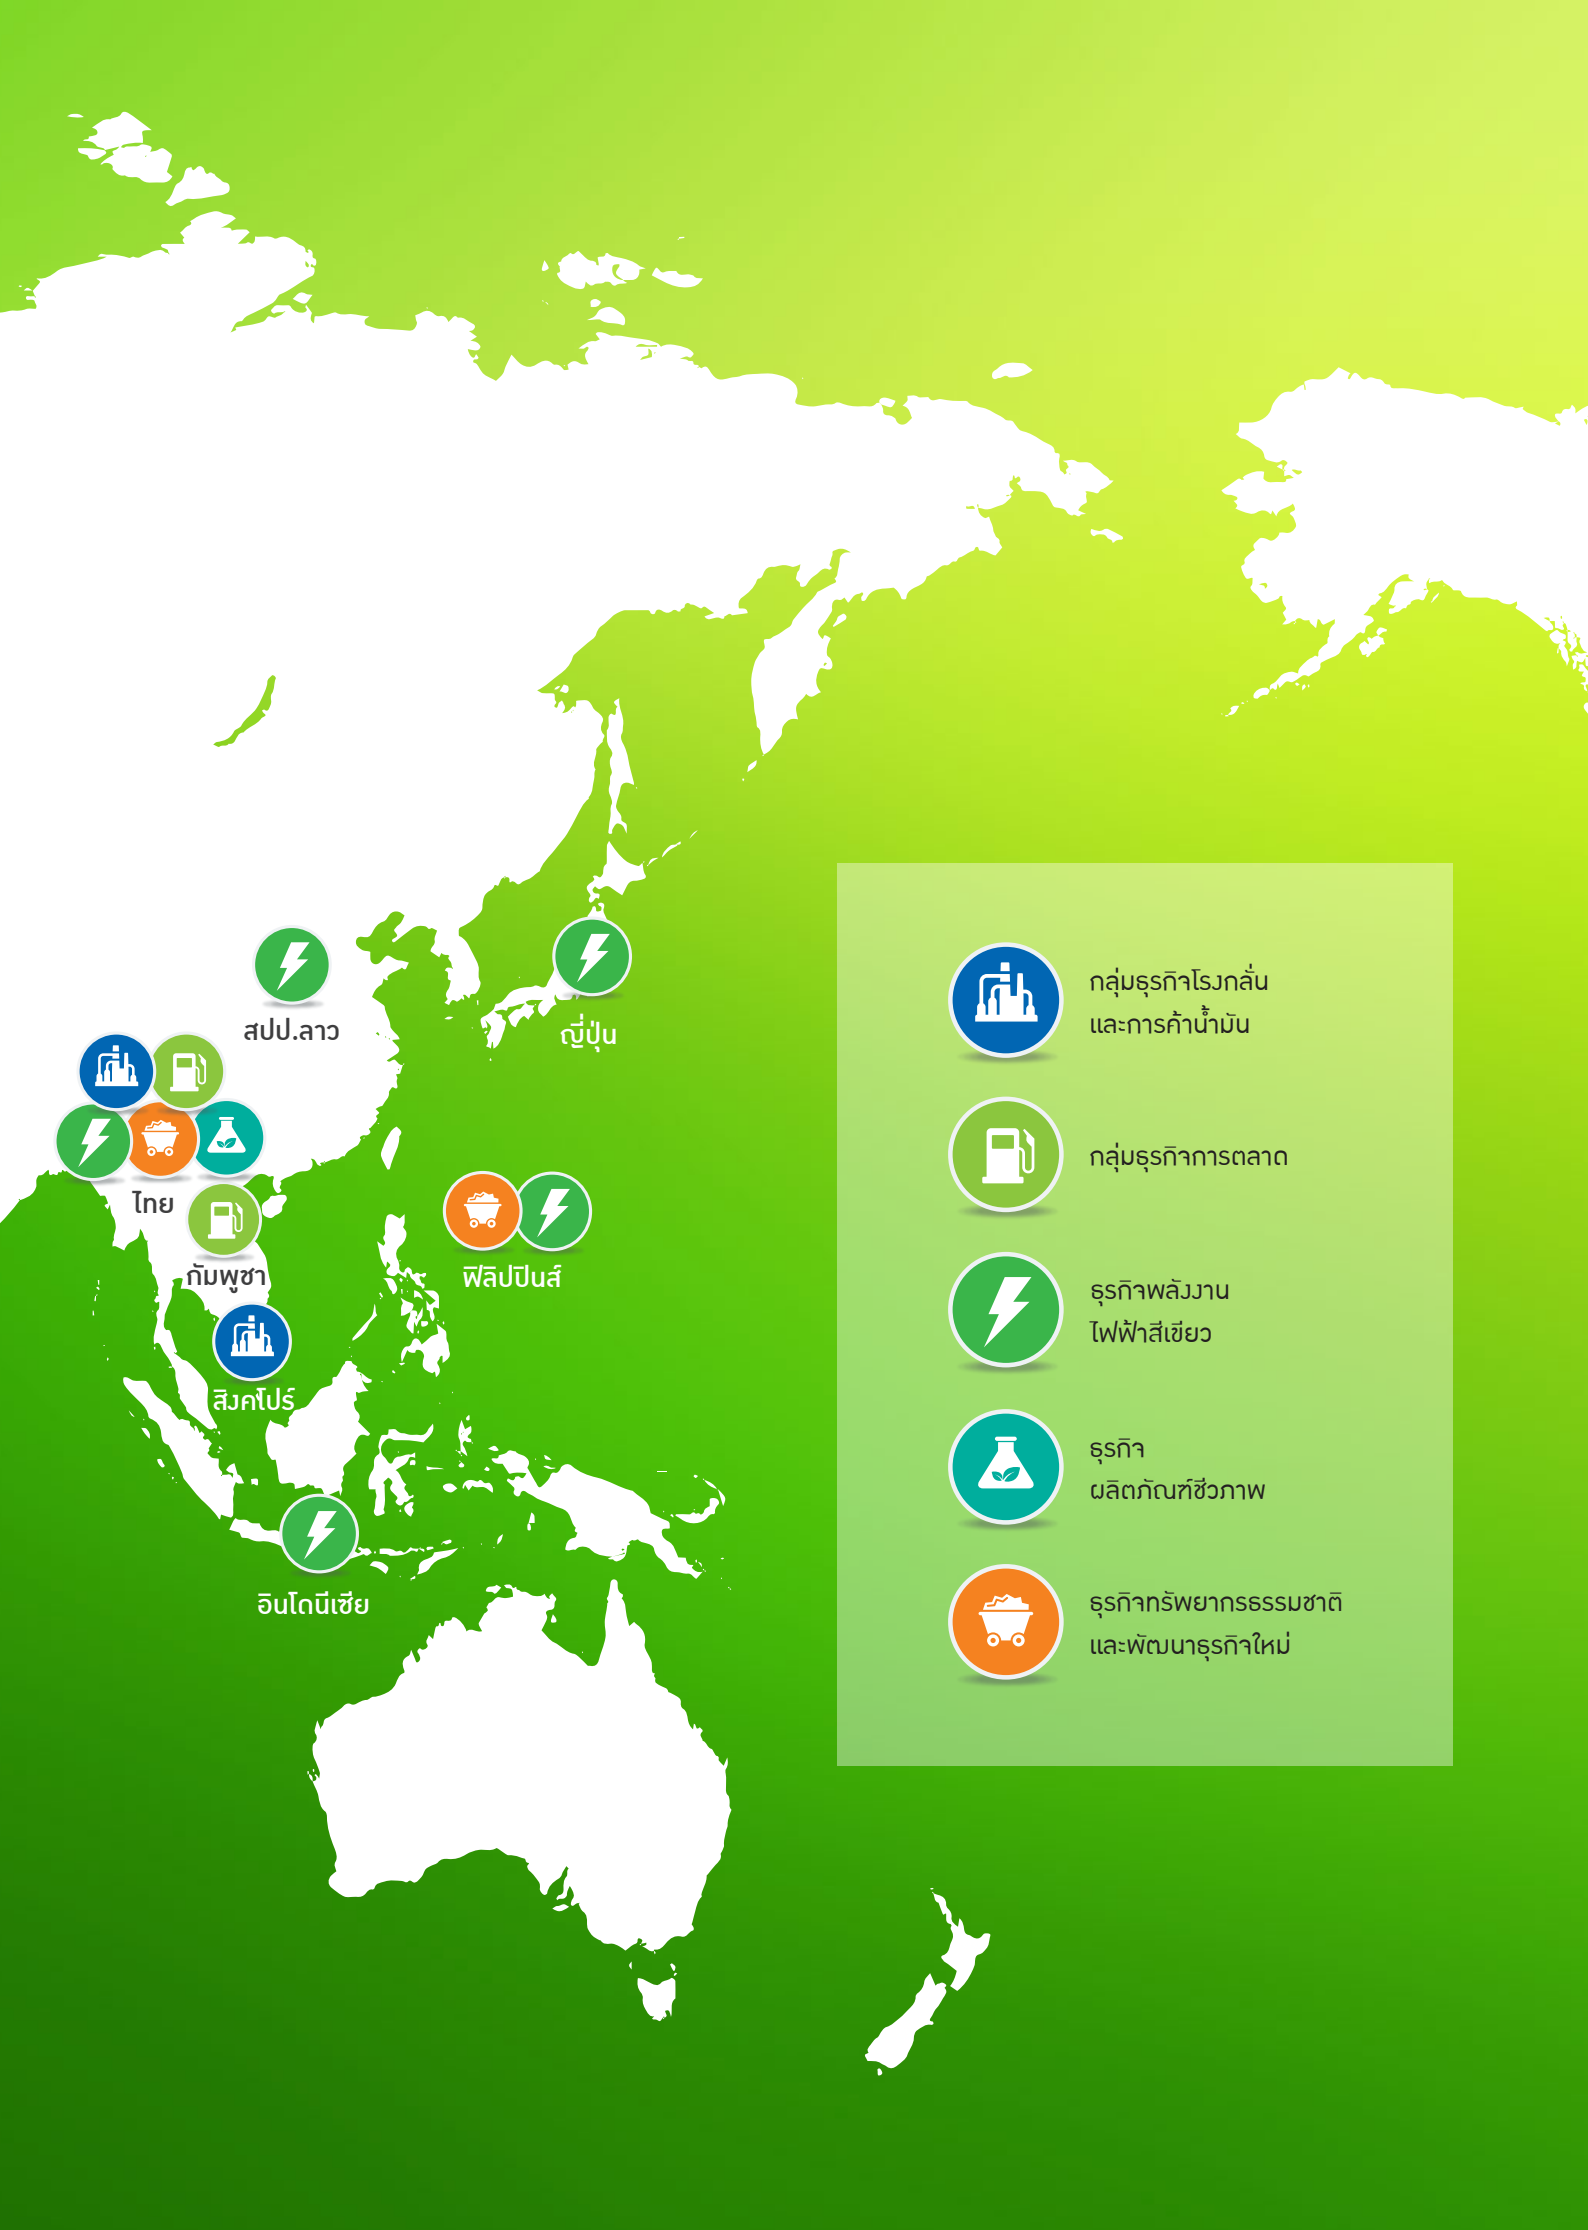 สปป.ลาว
ญี่ปุ่น
ไทย
กัมพูชา
ฟิลิปปินส์
สิงคโปร์
อินโดนีเซีย
กลุ่มธุรกิจโรงกลั่น
และการค้าน้ำมัน
กลุ่มธุรกิจการตลาด
ธุรกิจพลังงาน
ไฟฟ้าสีเขียว
ธุรกิจ
ผลิตภัณฑ์ชีวภาพ
ธุรกิจทรัพยากรธรรมชาติ
และพัฒนาธุรกิจใหม่